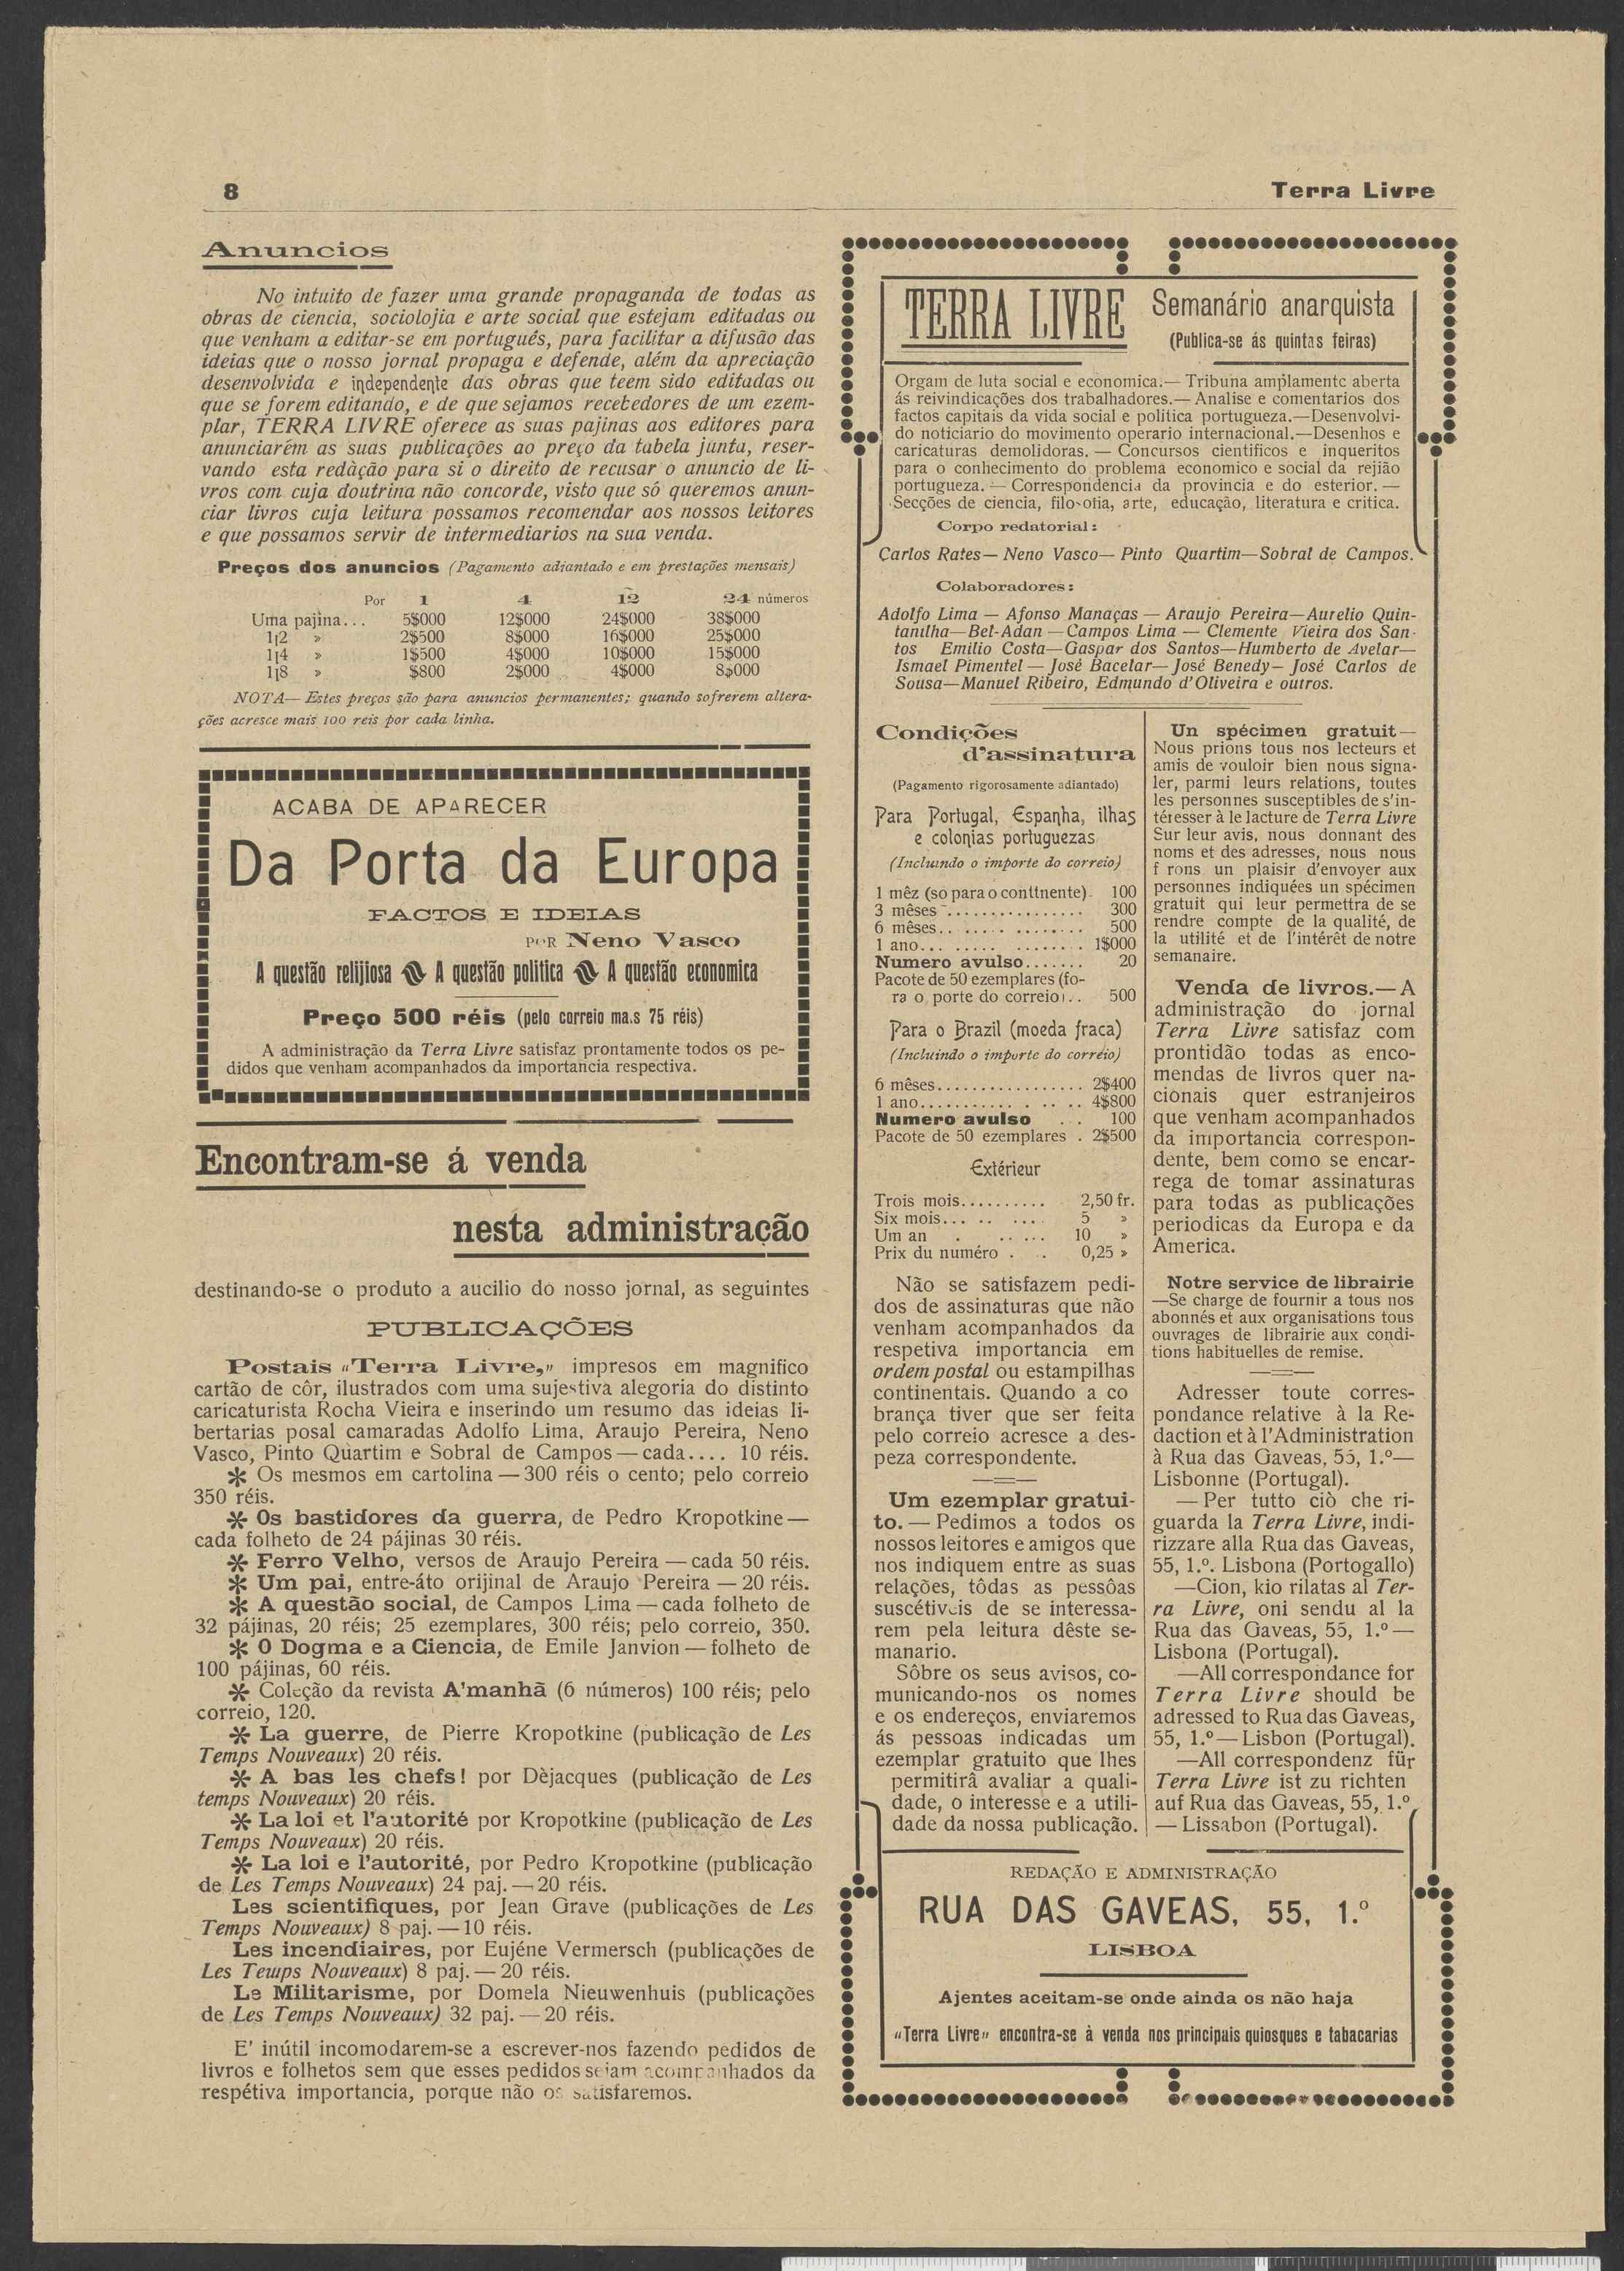 8
Terra Livre
Anuncios
No intuito de fazer uma grande propaganda de todas as
obras de ciencia, sociolojia e arte social que estejam editadas ou
que venham a editar-se em português, para facilitar a difusão das
ideias que o nosso jornal propaga e defende, além da apreciação
desenvolvida e independente das obras que teem sido editadas ou
que se forem editando, e de que sejamos recebedores de um ezem-
plar, TERRA LIVRE oferece as suas pajinas aos editores para
anunciarem as suas publicações ao preço da tabela junta, reser-
vando esta redàção para si o direito de recusar o anuncio de li-
vros com cuja doutrina não concorde, visto que só queremos anun-
ciar livros cuja leitura possamos recomendar aos nossos leitores
e que possamos servir de intermediarios na sua venda.
Preços dos anuncios (Pagamento adiantado e em prestações mensais)
Por 1 4 12 24 números
Uma pajina... 5$000 12$000 24$000 38$000
1|2 » 2$500 8$000 16$000 25$000
1|4 » 1$500 4$000 10$000 15$000
1|8 » $800 2$000 4$000 8$000
NOTA— Estes preços são para anuncios permanentes; quando sofrerem altera-
ções acresce mais 100 reis por cada linha.
ACABA DE APARECER
Da Porta da Europa
FACTOS E IDEIAS
POR Neno Vasco
A questão relijiosa A questão politica A questão economica
Preço 500 réis (pelo correio ma.s 75 réis)
A administração da Terra Livre satisfaz prontamente todos os pe-
didos que venham acompanhados da importancia respectiva.
Encontram-se á venda
nesta administração
destinando-se o produto a aucilio do nosso jornal, as seguintes
PUBLICAÇÕES
Postais «Terra Livre,» impresos em magnifico
cartão de côr, ilustrados com uma sujestiva alegoria do distinto
caricaturista Rocha Vieira e inserindo um resumo das ideias li-
bertarias posal camaradas Adolfo Lima, Araujo Pereira, Neno
Vasco, Pinto Quartim e Sobral de Campos—cada.... 10 réis.
* Os mesmos em cartolina—300 réis o cento; pelo correio
350 réis.
* Os bastidores da guerra, de Pedro Kropotkine—
cada folheto de 24 pájinas 30 réis.
* Ferro Velho, versos de Araujo Pereira—cada 50 réis.
* Um pai, entre-áto orijinal de Araujo Pereira—20 réis.
* A questão social, de Campos Lima—cada folheto de
32 pájinas, 20 réis; 25 ezemplares, 300 réis; pelo correio, 350.
* O Dogma e a Ciencia, de Emile Janvion—folheto de
100 pájinas, 60 réis.
* Coleção da revista A'manhã (6 números) 100 réis; pelo
correio, 120.
* La guerre, de Pierre Kropotkine (publicação de Les
Temps Nouveaux) 20 réis.
* A bas les chefs! por Dèjacques (publicação de Les
temps Nouveaux) 20 réis.
* La loi et l'autorité por Kropotkine (publicação de Les
Temps Nouveaux) 20 réis.
* La loi e l'autorité, por Pedro Kropotkine (publicação
de Les Temps Nouveaux) 24 paj.—20 réis.
Les scientifiques, por Jean Grave (publicações de Les
Temps Nouveaux) 8 paj.—10 réis.
Les incendiaires, por Eujéne Vermersch (publicações de
Les Temps Nouveaux) 8 paj.—20 réis.
Le Militarisme, por Domela Nieuwenhuis (publicações
de Les Temps Nouveaux) 32 paj.—20 réis.
E' inútil incomodarem-se a escrever-nos fazendo pedidos de
livros e folhetos sem que esses pedidos sejam acompanhados da
respétiva importancia, porque não os satisfaremos.
TERRA LIVRE
Semanário anarquista
(Publica-se ás quintas feiras)
Orgam de luta social e economica.—Tribuna amplamente aberta
ás reivindicações dos trabalhadores.—Analise e comentarios dos
factos capitais da vida social e politica portugueza.—Desenvolvi-
do noticiario do movimento operario internacional.—Desenhos e
caricaturas demolidoras.—Concursos cientificos e inqueritos
para o conhecimento do problema economico e social da rejião
portugueza.—Correspondencia da provincia e do esterior.—
Secções de ciencia, filosofia, arte, educação, literatura e critica.
Corpo redatorial:
Carlos Rates—Neno Vasco—Pinto Quartim—Sobral de Campos.
Colaboradores:
Adolfo Lima—Afonso Manaças—Araujo Pereira—Aurelio Quin-
tanilha—Bel-Adan—Campos Lima—Clemente Vieira dos San-
tos Emilio Costa—Gaspar dos Santos—Humberto de Avelar—
Ismael Pimentel—José Bacelar—José Benedy—José Carlos de
Sousa—Manuel Ribeiro, Edmundo d'Oliveira e outros.
Condições
d'assinatura
(Pagamento rigorosamente adiantado)
Para Portugal, Espanha, ilhas
e colonias portuguezas
(Incluindo o importe do correio)
1 mêz (so para o conttnente). 100
3 mêses................ 300
6 mêses................ 500
1 ano................ 1$000
Numero avulso....... 20
Pacote de 50 ezemplares (fo-
ra o porte do correio).. 500
Para o Brazil (moeda fraca)
(Incluindo o importe do correio)
6 mêses................. 2$400
1 ano................. 4$800
Numero avulso . . 100
Pacote de 50 ezemplares . 2$500
Extérieur
Trois mois.......... 2,50 fr.
Six mois......... 5 »
Um an ...... 10 »
Prix du numéro . . 0,25 »
Não se satisfazem pedi-
dos de assinaturas que não
venham acompanhados da
respetiva importancia em
ordem postal ou estampilhas
continentais. Quando a co
brança tiver que ser feita
pelo correio acresce a des-
peza correspondente.
Um ezemplar gratui-
to.—Pedimos a todos os
nossos leitores e amigos que
nos indiquem entre as suas
relações, tôdas as pessôas
suscétiveis de se interessa-
rem pela leitura dêste se-
manario.
Sôbre os seus avisos, co-
municando-nos os nomes
e os endereços, enviaremos
ás pessoas indicadas um
ezemplar gratuito que lhes
permitirâ avaliar a quali-
dade, o interesse e a utili-
dade da nossa publicação.
Un spécimen gratuit—
Nous prions tous nos lecteurs et
amis de vouloir bien nous signa-
ler, parmi leurs relations, toutes
les personnes susceptibles de s'in-
téresser à le lacture de Terra Livre
Sur leur avis, nous donnant des
noms et des adresses, nous nous
f rons un plaisir d'envoyer aux
personnes indiquées un spécimen
gratuit qui leur permettra de se
rendre compte de la qualité, de
la utilité et de l'intérêt de notre
semanaire.
Venda de livros.—A
administração do jornal
Terra Livre satisfaz com
prontidão todas as enco-
mendas de livros quer na-
cionais quer estranjeiros
que venham acompanhados
da importancia correspon-
dente, bem como se encar-
rega de tomar assinaturas
para todas as publicações
periodicas da Europa e da
America.
Notre service de librairie
—Se charge de fournir a tous nos
abonnés et aux organisations tous
ouvrages de librairie aux condi-
tions habituelles de remise.
Adresser toute corres-
pondance relative à la Re-
daction et à l'Administration
à Rua das Gaveas, 55, 1.º—
Lisbonne (Portugal).
—Per tutto ciò che ri-
guarda la Terra Livre, indi-
rizzare alla Rua das Gaveas,
55, 1.º. Lisbona (Portogallo)
—Cion, kio rilatas al Ter-
ra Livre, oni sendu al la
Rua das Gaveas, 55, 1.º—
Lisbona (Portugal).
—All correspondance for
Terra Livre should be
adressed to Rua das Gaveas,
55, 1.º—Lisbon (Portugal).
—All correspondenz für
Terra Livre ist zu richten
auf Rua das Gaveas, 55, 1.º
—Lissabon (Portugal).
REDAÇÃO E ADMINISTRAÇÃO
RUA DAS GAVEAS, 55, 1.º
LISBOA
Ajentes aceitam-se onde ainda os não haja
«Terra Livre» encontra-se à venda nos principais quiosques e tabacarias